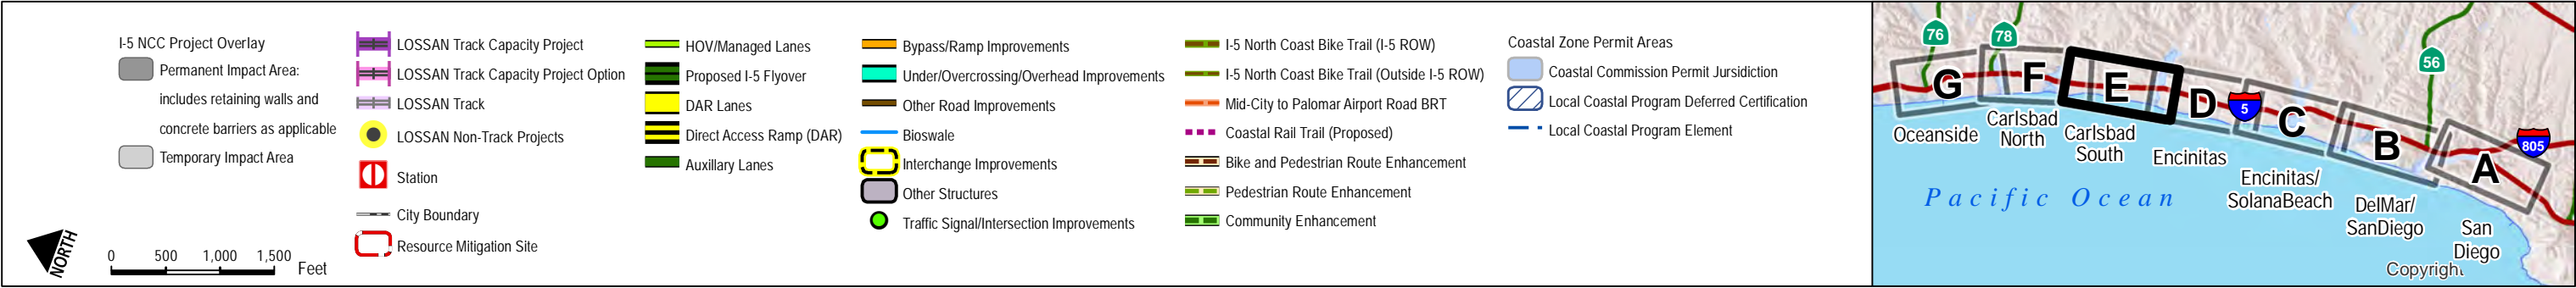 I-5 NCC Project Overlay
Permanent Impact Area:
includes retaining walls and
concrete barriers as applicable
Temporary Impact Area
NORTH
0 500 1,000 1,500
Feet
LOSSAN Track Capacity Project
LOSSAN Track Capacity Project Option
LOSSAN Track
LOSSAN Non-Track Projects
Station
City Boundary
Resource Mitigation Site
HOV/Managed Lanes
Proposed I-5 Flyover
DAR Lanes
Direct Access Ramp (DAR)
Auxillary Lanes
Bypass/Ramp Improvements
Under/Overcrossing/Overhead Improvements
Other Road Improvements
Bioswale
Interchange Improvements
Other Structures
Traffic Signal/Intersection Improvements
I-5 North Coast Bike Trail (I-5 ROW)
I-5 North Coast Bike Trail (Outside I-5 ROW)
Mid-City to Palomar Airport Road BRT
Coastal Rail Trail (Proposed)
Bike and Pedestrian Route Enhancement
Pedestrian Route Enhancement
Community Enhancement
Coastal Zone Permit Areas
Coastal Commission Permit Jursidiction
Local Coastal Program Deferred Certification
Local Coastal Program Element
76
78
56
5
805
G
F
E
D
C
B
A
Oceanside
Carlsbad
North
Carlsbad
South
Encinitas
Encinitas/
SolanaBeach
DelMar/
SanDiego
San
Diego
Pacific Ocean
Copyright